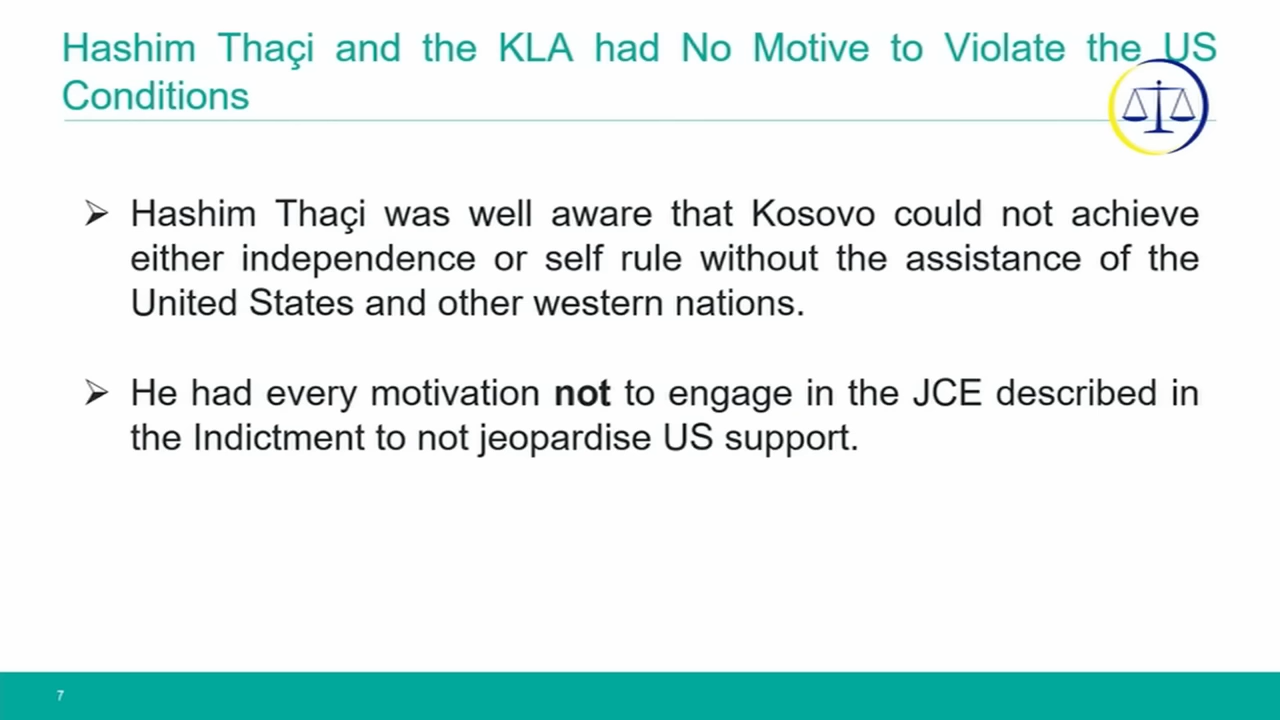 Hashim Thaçi and the KLA had No Motive to Violate the US
Conditions
➢ Hashim Thaçi was well aware that Kosovo could not achieve
either independence or self rule without the assistance of the
United States and other western nations.
➢ He had every motivation not to engage in the JCE described in
the Indictment to not jeopardise US support.
7